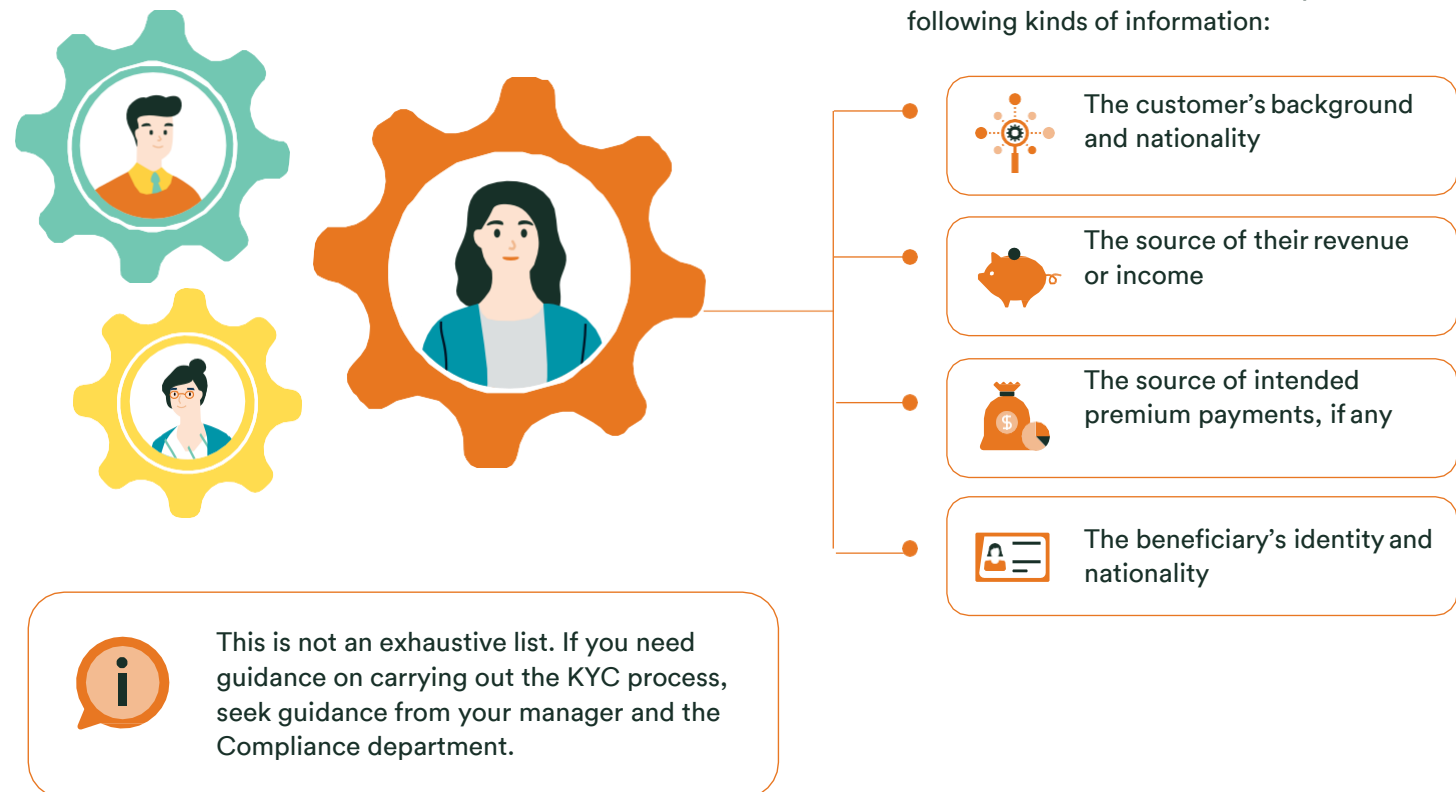 following kinds of information:
The customer's background
and nationality
The source of their revenue
or income
The source of intended
premium payments, if any
The beneficiary's identity and
nationality
This is not an exhaustive list. If you need
guidance on carrying out the KYC process,
seek guidance from your manager and the
Compliance department.